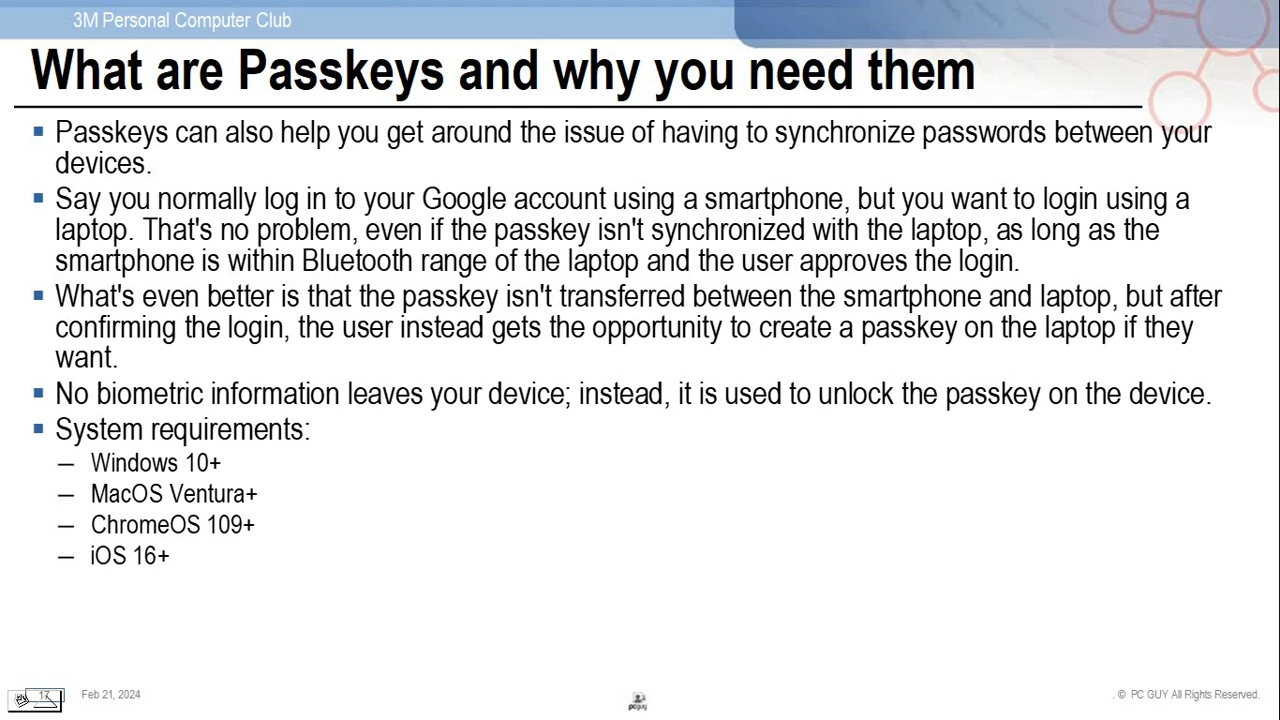 3M Personal Computer Club
What are Passkeys and why you need them
Passkeys can also help you get around the issue of having to synchronize passwords between your
devices.
Say you normally log in to your Google account using a smartphone, but you want to login using a
laptop. That's no problem, even if the passkey isn't synchronized with the laptop, as long as the
smartphone is within Bluetooth range of the laptop and the user approves the login.
What's even better is that the passkey isn't transferred between the smartphone and laptop, but after
confirming the login, the user instead gets the opportunity to create a passkey on the laptop if they
want.
No biometric information leaves your device; instead, it is used to unlock the passkey on the device.
System requirements:
– Windows 10+
– MacOS Ventura+
– ChromeOS 109+
– iOS 16+
17
Feb 21, 2024
pcguy
. © PC GUY All Rights Reserved.